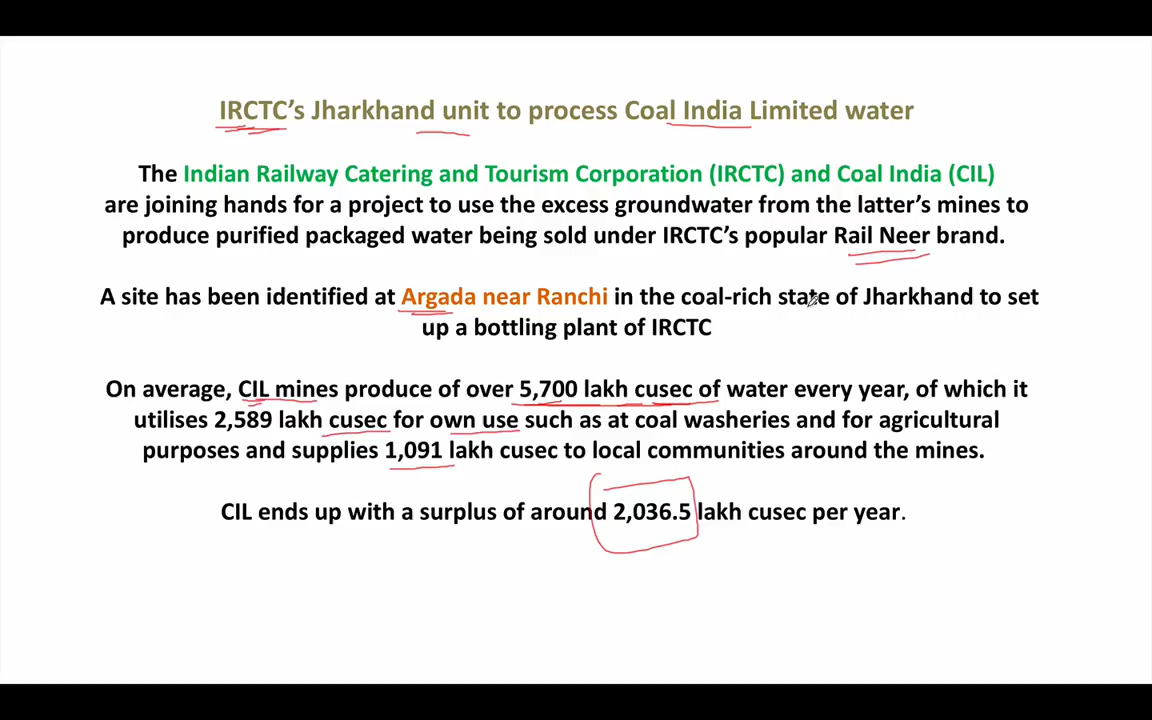 IRCTC's Jharkhand unit to process Coal India Limited water
The Indian Railway Catering and Tourism Corporation (IRCTC) and Coal India (CIL)
are joining hands for a project to use the excess groundwater from the latter's mines to
produce purified packaged water being sold under IRCTC's popular Rail Neer brand.
A site has been identified at Argada near Ranchi in the coal-rich state of Jharkhand to set
up a bottling plant of IRCTC
On average, CIL mines produce of over 5,700 lakh cusec of water every year, of which it
utilises 2,589 lakh cusec for own use such as at coal washeries and for agricultural
purposes and supplies 1,091 lakh cusec to local communities around the mines.
CIL ends up with a surplus of around 2,036.5 lakh cusec per year.